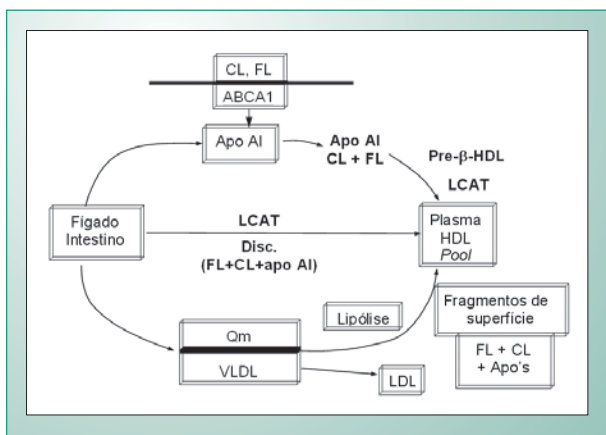 CL, FL
ABCA1
Apo AI
Apo AI
CL + FL
Pre-β-HDL
LCAT
Fígado
Intestino
LCAT
Disc.
(FL+CL+apo AI)
Plasma
HDL
Pool
Lipólise
Fragmentos de
superfície
FL + CL
+ Apo's
Qm
VLDL
LDL